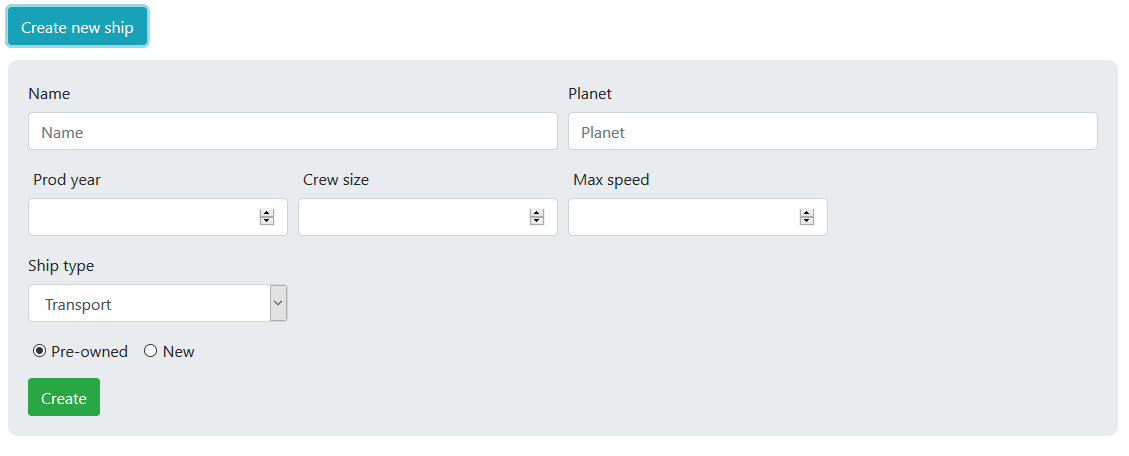 Create new ship
Name Planet
Name Planet
Prod year Crew size Max speed
Ship type
Transport
Pre-owned New
Create